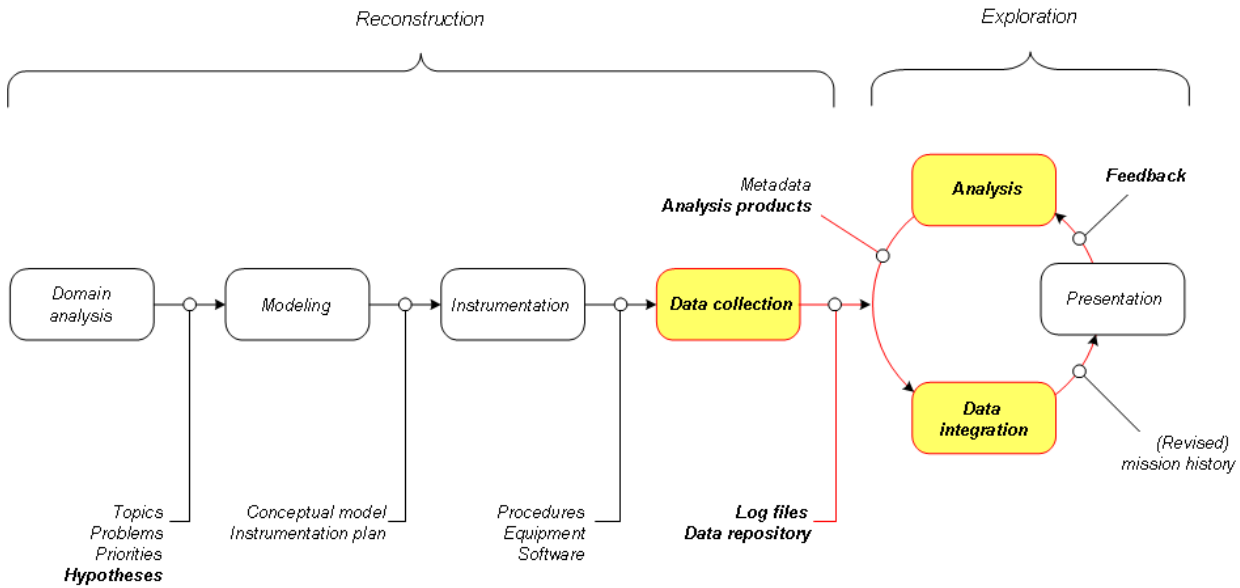 Reconstruction
Exploration
Metadata
Analysis products
Analysis
Feedback
Domain
analysis
Modeling
Instrumentation
Data collection
Presentation
Data
integration
(Revised)
mission history
Topics
Problems
Priorities
Hypotheses
Conceptual model
Instrumentation plan
Procedures
Equipment
Software
Log files
Data repository